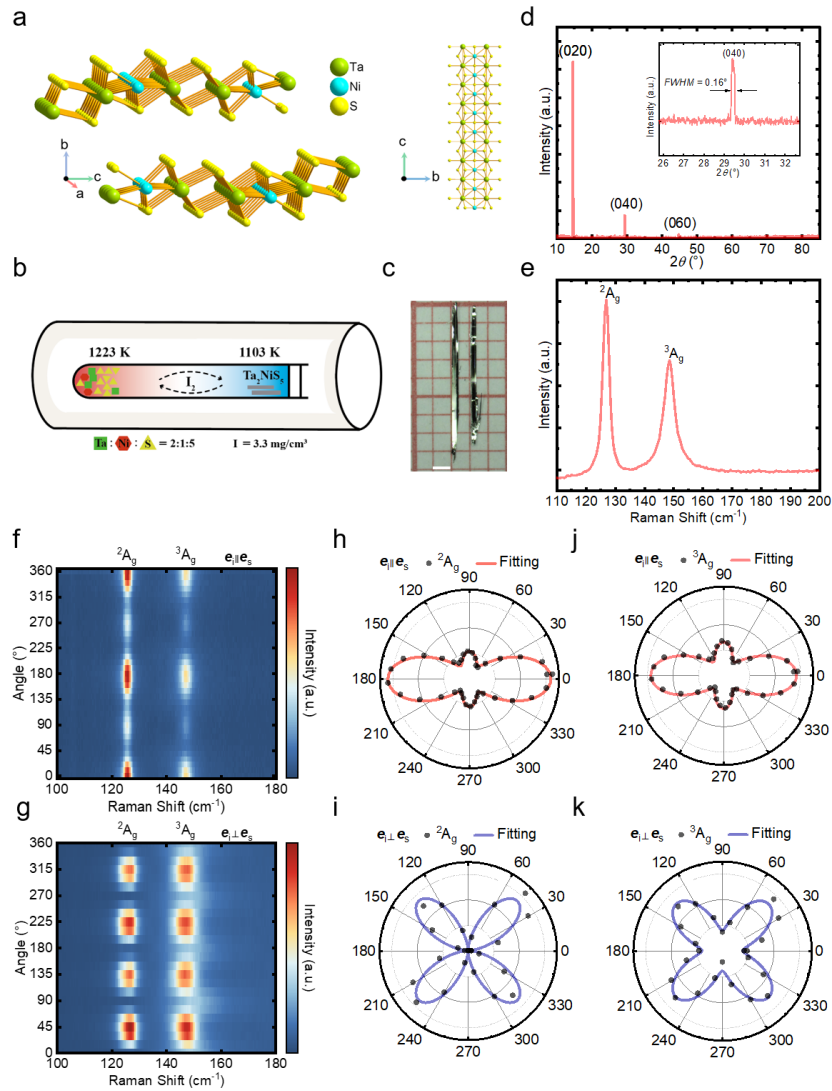 a
Ta
Ni
S
b
c
a
c
b
d
(020)
(040)
(060)
Intensity (a.u.)
10 20 30 40 50 60 70 80
2θ (°)
(040)
FWHM = 0.16°
Intensity (a.u.)
26 27 28 29 30 31 32
2θ (°)
b
1223 K
1103 K
I₂
Ta₂NiS₅
Ta : Ni : S = 2:1:5
I = 3.3 mg/cm³
c
e
²Ag
³Ag
Intensity (a.u.)
110 120 130 140 150 160 170 180 190 200
Raman Shift (cm⁻¹)
f
²Ag ³Ag eᵢ∥eₛ
360
315
270
225
180
135
90
45
0
Angle (°)
100 120 140 160 180
Raman Shift (cm⁻¹)
Intensity (a.u.)
h
eᵢ∥eₛ ²Ag Fitting
90
120 60
150 30
180 0
210 330
240 300
270
j
eᵢ∥eₛ ³Ag Fitting
90
120 60
150 30
180 0
210 330
240 300
270
g
²Ag ³Ag eᵢ⊥eₛ
360
315
270
225
180
135
90
45
0
Angle (°)
100 120 140 160 180
Raman Shift (cm⁻¹)
Intensity (a.u.)
i
eᵢ⊥eₛ ²Ag Fitting
90
120 60
150 30
180 0
210 330
240 300
270
k
eᵢ⊥eₛ ³Ag Fitting
90
120 60
150 30
180 0
210 330
240 300
270